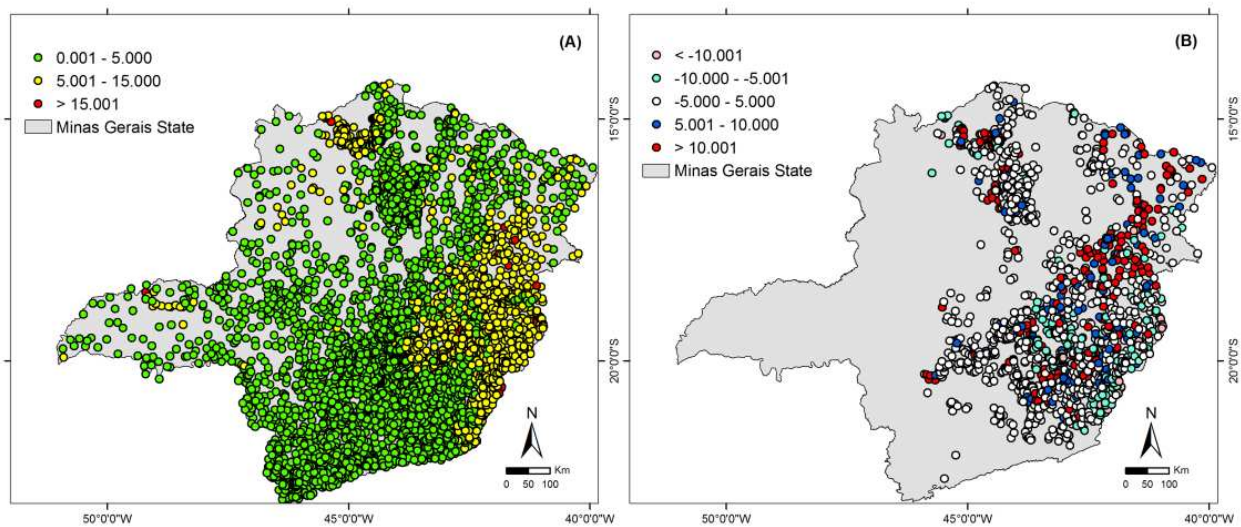 (A)
0.001 - 5.000
5.001 - 15.000
> 15.001
Minas Gerais State
N
Km
0 50 100
50°0'0"W
45°0'0"W
40°0'0"W
15°0'0"S
20°0'0"S
(B)
< -10.001
-10.000 - -5.001
-5.000 - 5.000
5.001 - 10.000
> 10.001
Minas Gerais State
N
Km
0 50 100
50°0'0"W
45°0'0"W
40°0'0"W
15°0'0"S
20°0'0"S